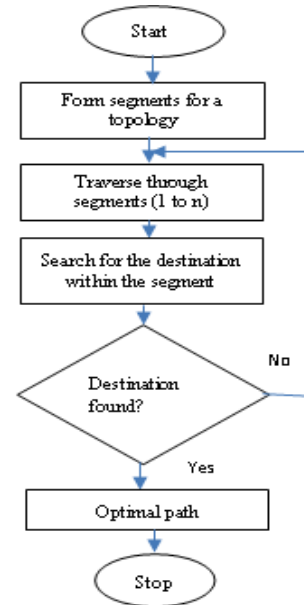 Start
Form segments for a
topology
Traverse through
segments (1 to n)
Search for the destination
within the segment
Destination
found?
No
Yes
Optimal path
Stop